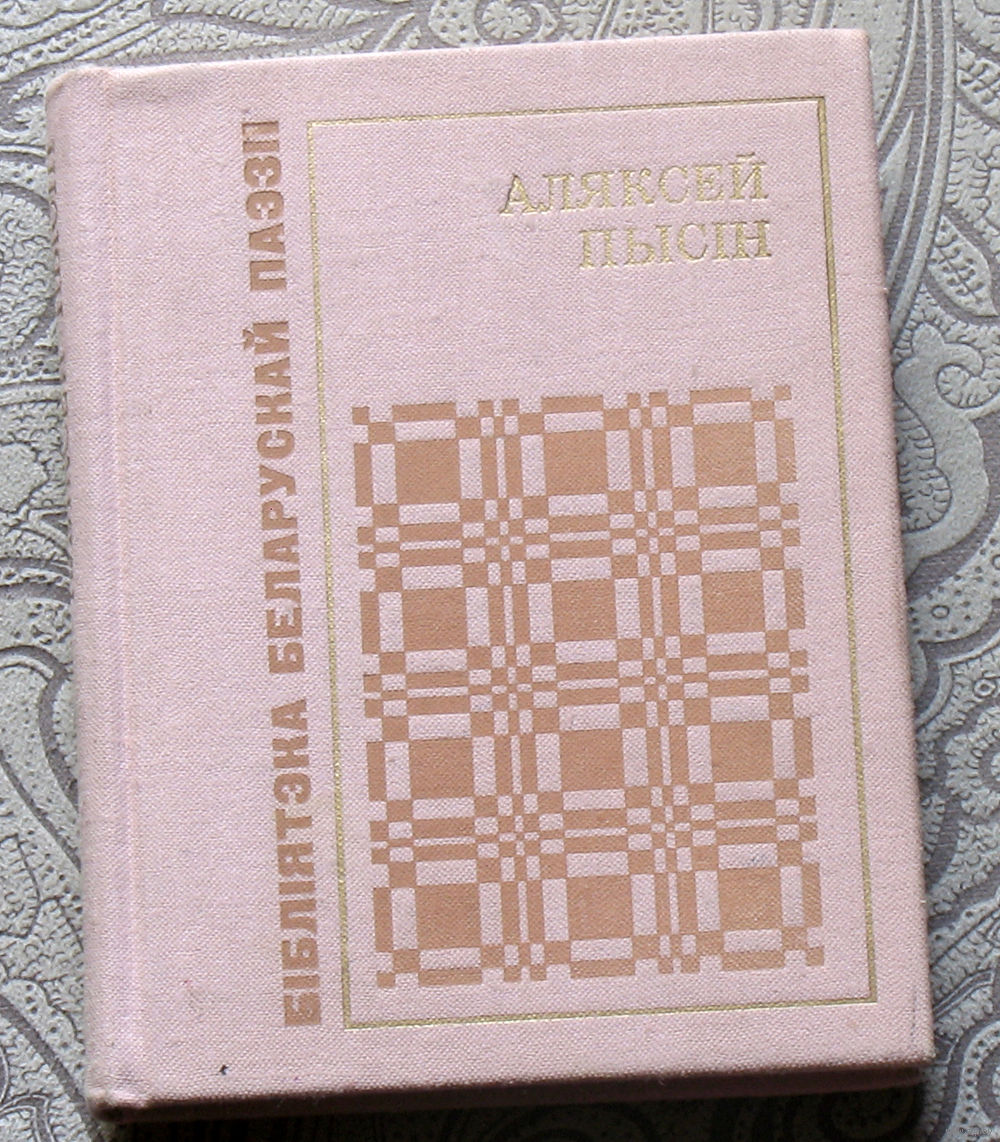 АЛЯКСЕЙ
ПЫСІН
БІБЛІЯТЭКА БЕЛАРУСКАЙ ПАЭЗІІ